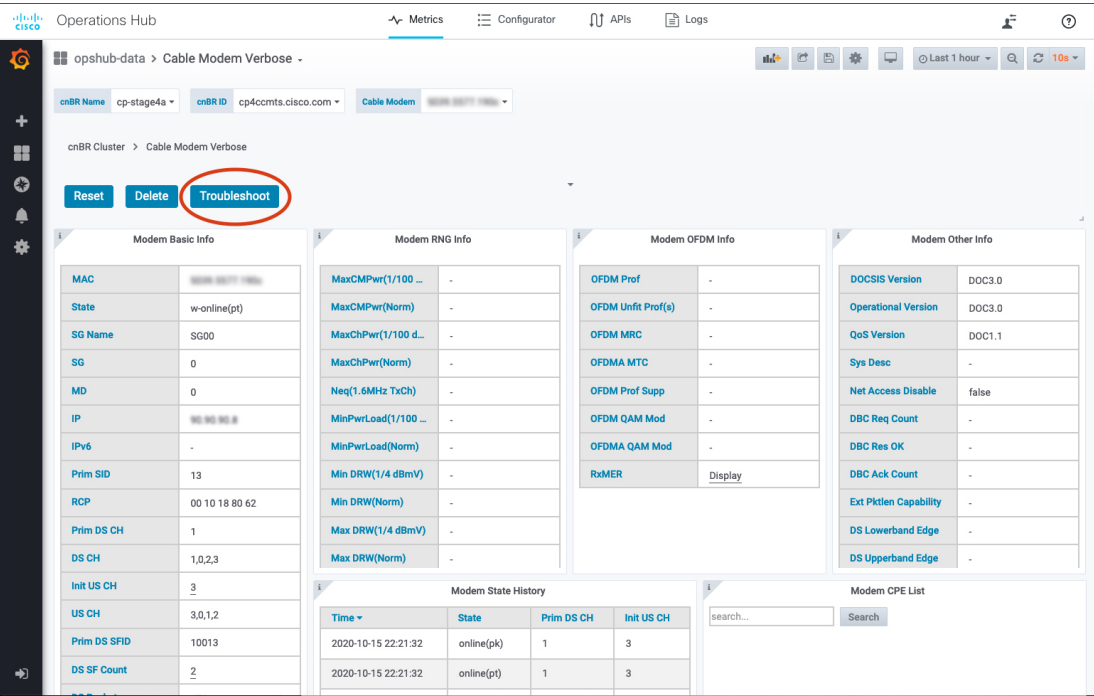 cisco Operations Hub Metrics Configurator APIs Logs
opshub-data > Cable Modem Verbose Last 1 hour 10s
cnBR Name cp-stage4a cnBR ID cp4ccmts.cisco.com Cable Modem
cnBR Cluster > Cable Modem Verbose
Reset Delete Troubleshoot
Modem Basic Info
MAC
State w-online(pt)
SG Name SG00
SG 0
MD 0
IP
IPv6 -
Prim SID 13
RCP 00 10 18 80 62
Prim DS CH 1
DS CH 1,0,2,3
Init US CH 3
US CH 3,0,1,2
Prim DS SFID 10013
DS SF Count 2
Modem RNG Info
MaxCMPwr(1/100 ... -
MaxCMPwr(Norm) -
MaxChPwr(1/100 d... -
MaxChPwr(Norm) -
Neq(1.6MHz TxCh) -
MinPwrLoad(1/100 ... -
MinPwrLoad(Norm) -
Min DRW(1/4 dBmV) -
Min DRW(Norm) -
Max DRW(1/4 dBmV) -
Max DRW(Norm) -
Modem OFDM Info
OFDM Prof -
OFDM Unfit Prof(s) -
OFDM MRC -
OFDMA MTC -
OFDM Prof Supp -
OFDM QAM Mod -
OFDMA QAM Mod -
RxMER Display
Modem Other Info
DOCSIS Version DOC3.0
Operational Version DOC3.0
QoS Version DOC1.1
Sys Desc -
Net Access Disable false
DBC Req Count -
DBC Res OK -
DBC Ack Count -
Ext Pktlen Capability -
DS Lowerband Edge -
DS Upperband Edge -
Modem State History
Time State Prim DS CH Init US CH
2020-10-15 22:21:32 online(pk) 1 3
2020-10-15 22:21:32 online(pt) 1 3
Modem CPE List
search... Search